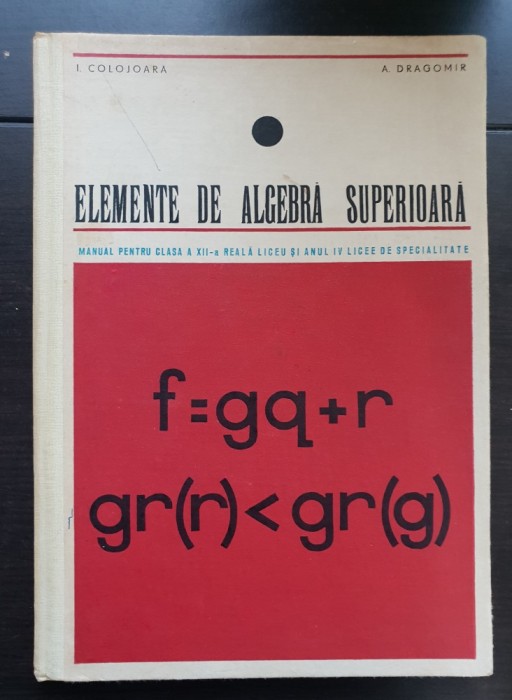 I. COLOJOARA A. DRAGOMIR
ELEMENTE DE ALGEBRĂ SUPERIOARĂ
MANUAL PENTRU CLASA A XII-a REALĂ LICEU ȘI ANUL IV LICEE DE SPECIALITATE
f=gq+r
gr(r)<gr(g)